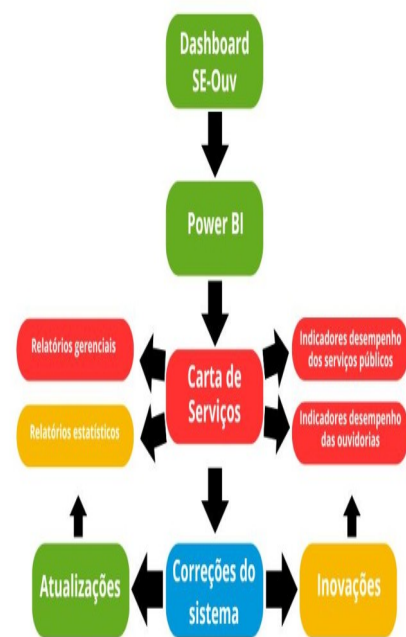 Dashboard
SE-Ouv
Power BI
Relatórios gerenciais
Indicadores desempenho
dos serviços públicos
Carta de
Serviços
Relatórios estatísticos
Indicadores desempenho
das ouvidorias
Atualizações
Correções do
sistema
Inovações